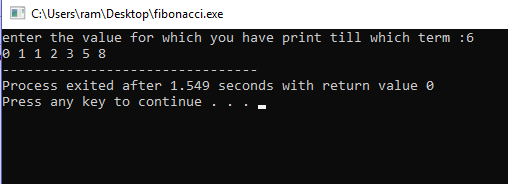 C:\Users\ram\Desktop\fibonacci.exe
enter the value for which you have print till which term :6
0 1 1 2 3 5 8
--------------------------------
Process exited after 1.549 seconds with return value 0
Press any key to continue . . .